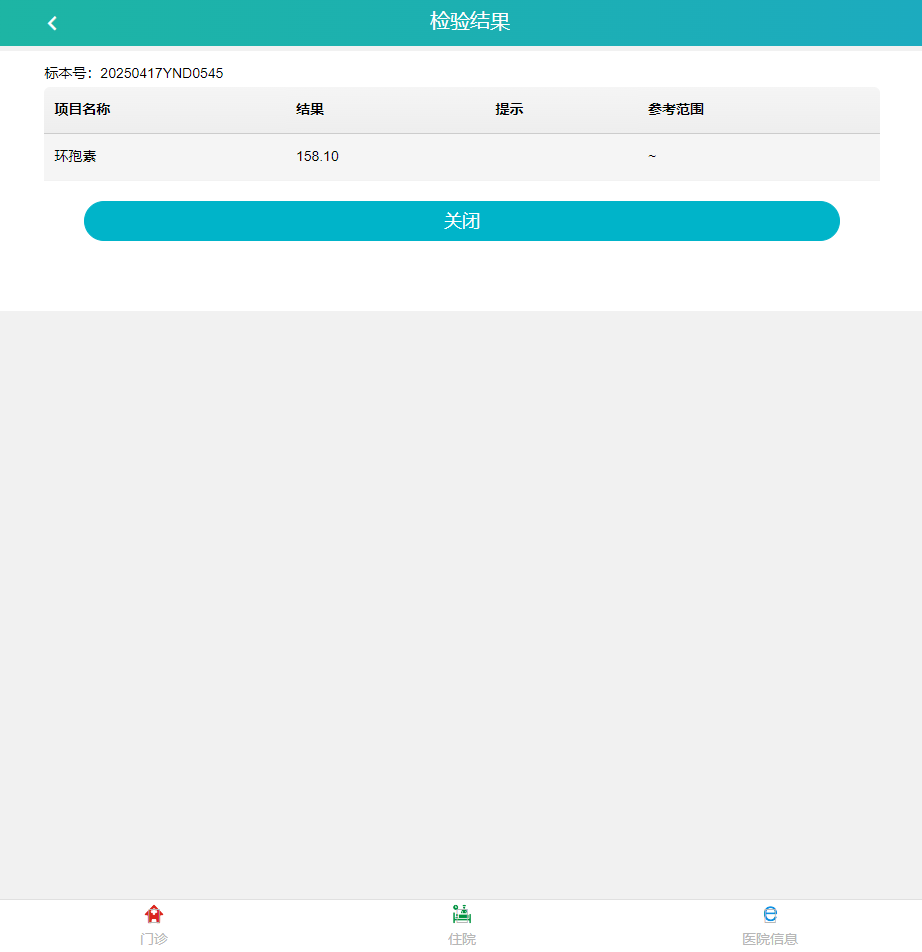 检验结果
标本号：20250417YND0545
项目名称 结果 提示 参考范围
环孢素 158.10 ~
关闭
门诊 住院 医院信息